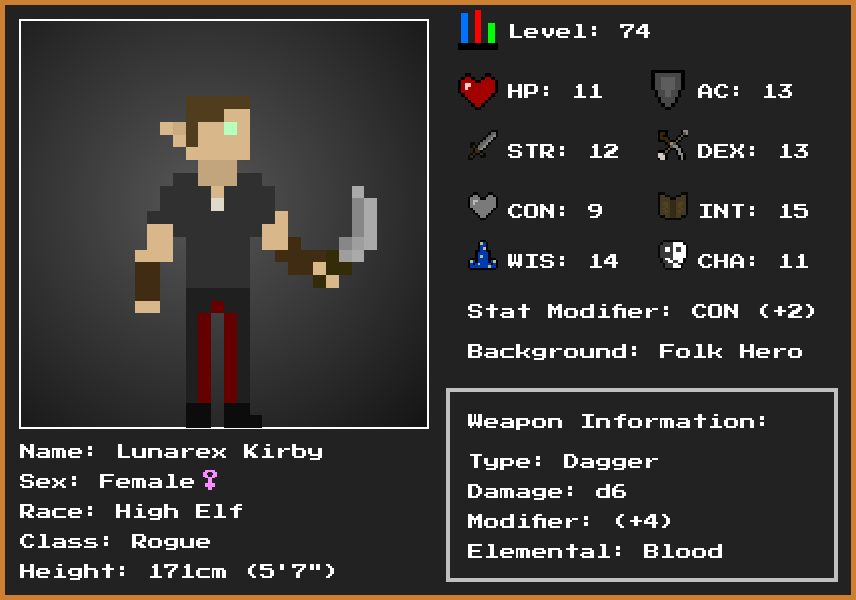 Level: 74
HP: 11 AC: 13
STR: 12 DEX: 13
CON: 9 INT: 15
WIS: 14 CHA: 11
Stat Modifier: CON (+2)
Background: Folk Hero
Weapon Information:
Type: Dagger
Damage: d6
Modifier: (+4)
Elemental: Blood
Name: Lunarex Kirby
Sex: Female♀
Race: High Elf
Class: Rogue
Height: 171cm (5'7")